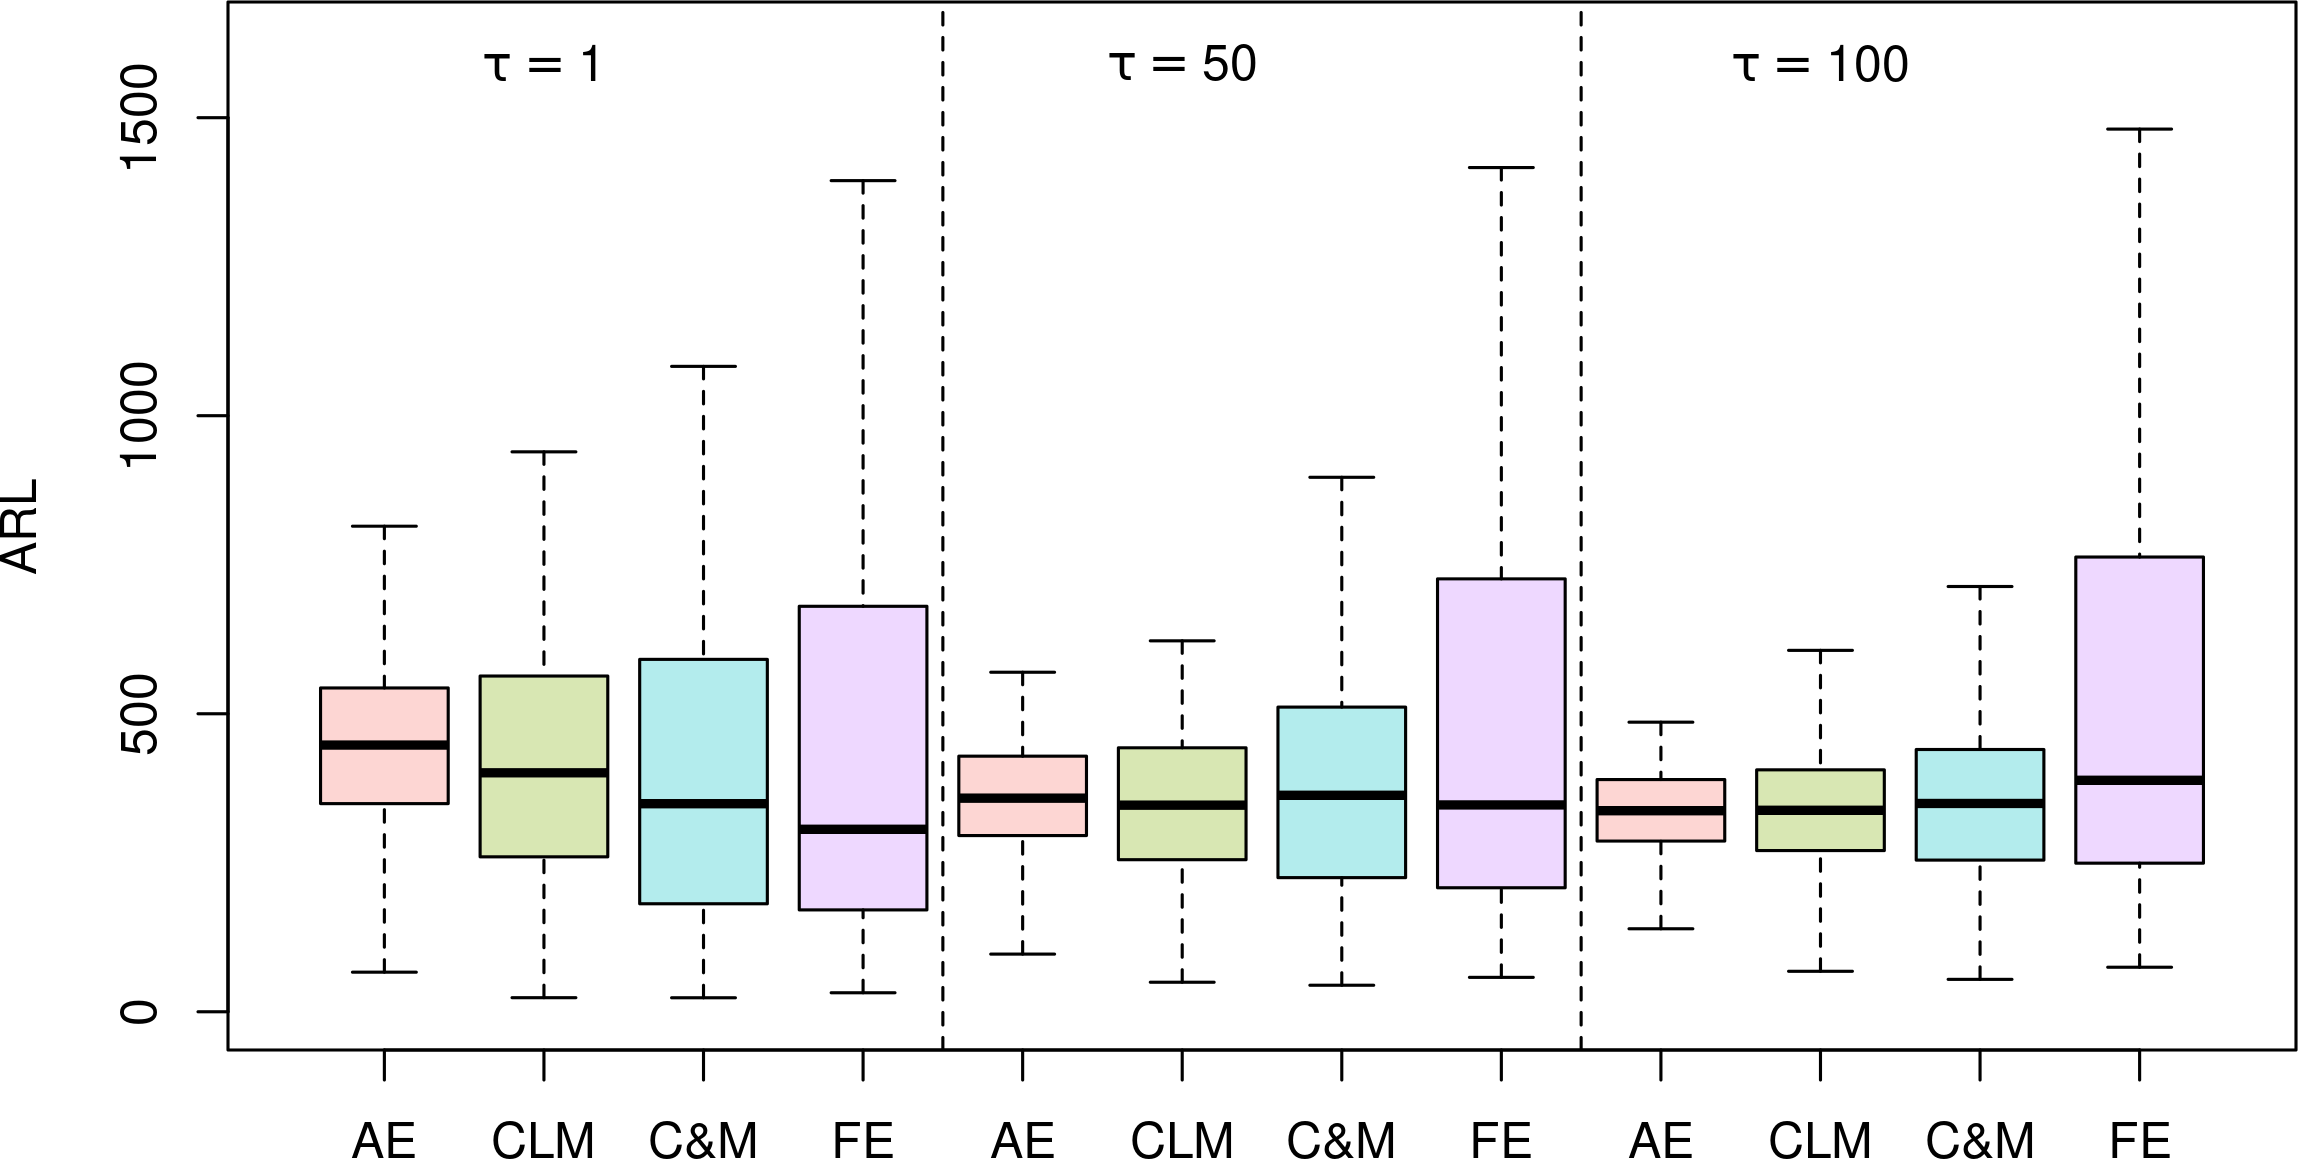 τ = 1
τ = 50
τ = 100
1500
1000
500
0
ARL
AE CLM C&M FE AE CLM C&M FE AE CLM C&M FE